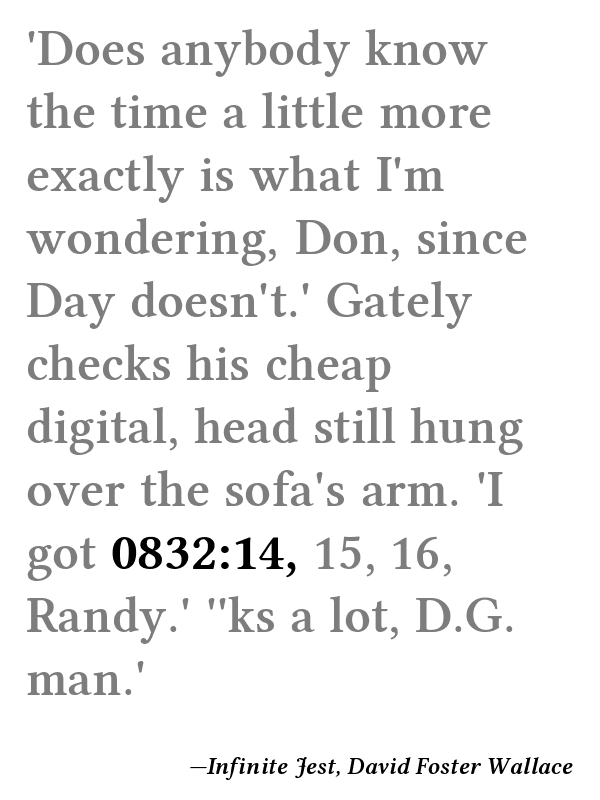 'Does anybody know
the time a little more
exactly is what I'm
wondering, Don, since
Day doesn't.' Gately
checks his cheap
digital, head still hung
over the sofa's arm. 'I
got 0832:14, 15, 16,
Randy.' ''ks a lot, D.G.
man.'
—Infinite Jest, David Foster Wallace